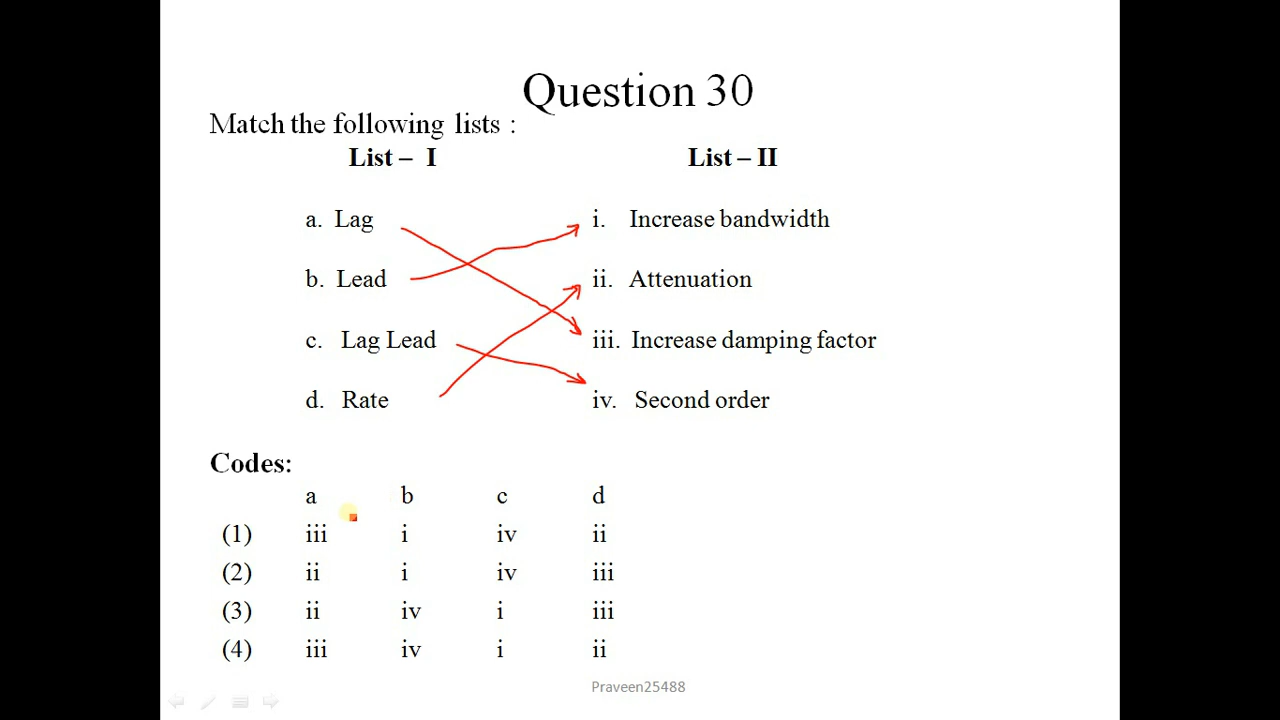 Question 30
Match the following lists :
List – I List – II
a. Lag i. Increase bandwidth
b. Lead ii. Attenuation
c. Lag Lead iii. Increase damping factor
d. Rate iv. Second order
Codes:
a b c d
(1) iii i iv ii
(2) ii i iv iii
(3) ii iv i iii
(4) iii iv i ii
Praveen25488